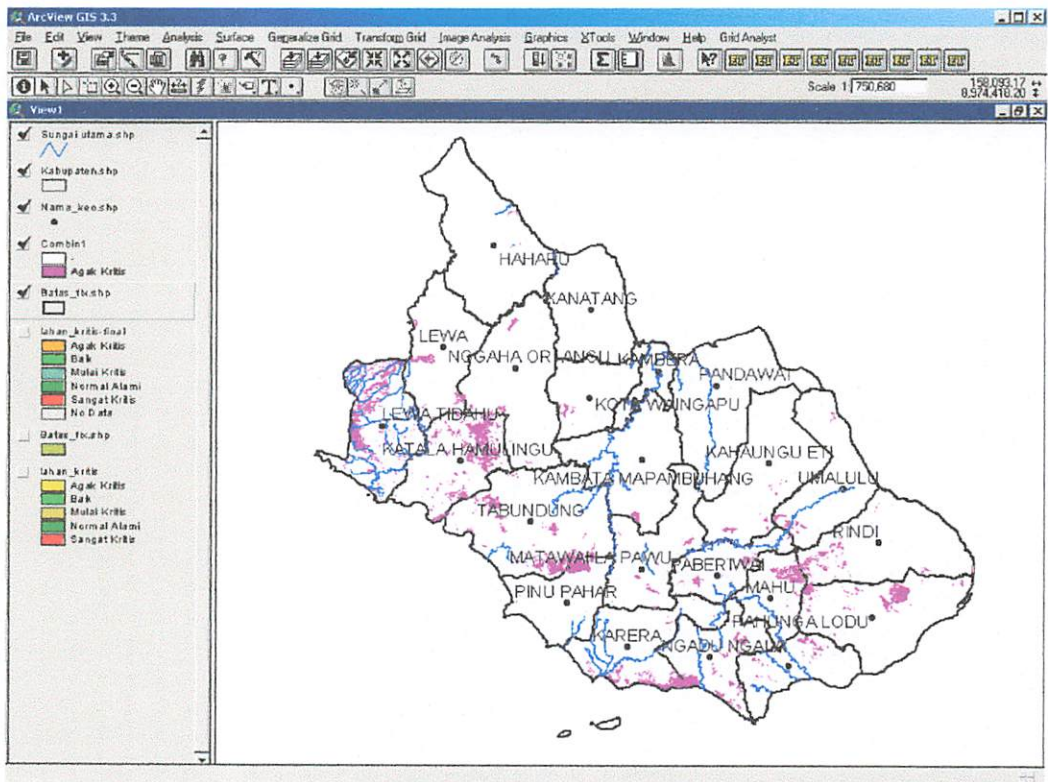 ArcView GIS 3.3
File Edit View Theme Analysis Surface Generalize Grid Transform Grid Image Analysis Graphics XTools Window Help Grid Analyst
Scale 1: 750,680
158,093.17
8,974,418.20
View1
Sungai utama.shp
Kabupaten.shp
Nama_kec.shp
Combin1
-
Agak Kritis
Batas_fix.shp
lahan_kritis-final
Agak Kritis
Baik
Mulai Kritis
Normal Alami
Sangat Kritis
No Data
Batas_fix.shp
lahan_kritis
Agak Kritis
Baik
Mulai Kritis
Normal Alami
Sangat Kritis
HAHARU
KANATANG
LEWA
NGGAHA ORI ANGU
KAMBERA
PANDAWAI
KOTA WAINGAPU
LEWA TIDAHU
KATALA HAMULINGU
KAHAUNGU ETI
KAMBATA MAPAMBUHANG
UMALULU
TABUNDUNG
RINDI
MATAWAI LA PAWU
PABERIWAI
PINU PAHAR
MAHU
PAHUNGA LODU
KARERA
NGADU NGALA